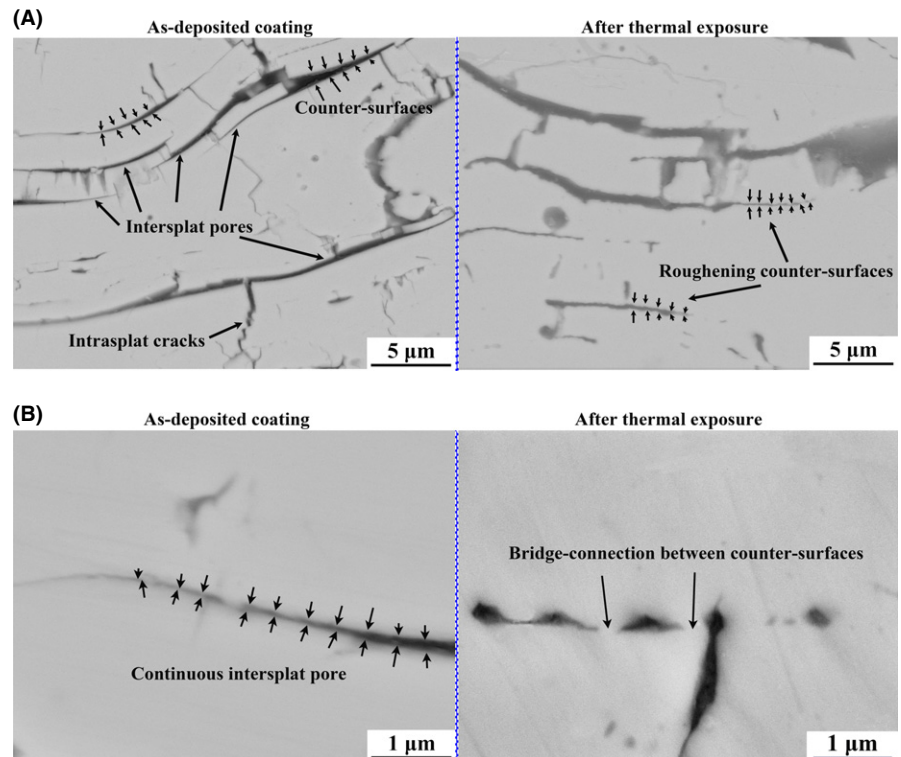 (A)
As-deposited coating
After thermal exposure
Counter-surfaces
Intersplat pores
Intrasplat cracks
5 μm
Roughening counter-surfaces
5 μm
(B)
As-deposited coating
After thermal exposure
Continuous intersplat pore
1 μm
Bridge-connection between counter-surfaces
1 μm